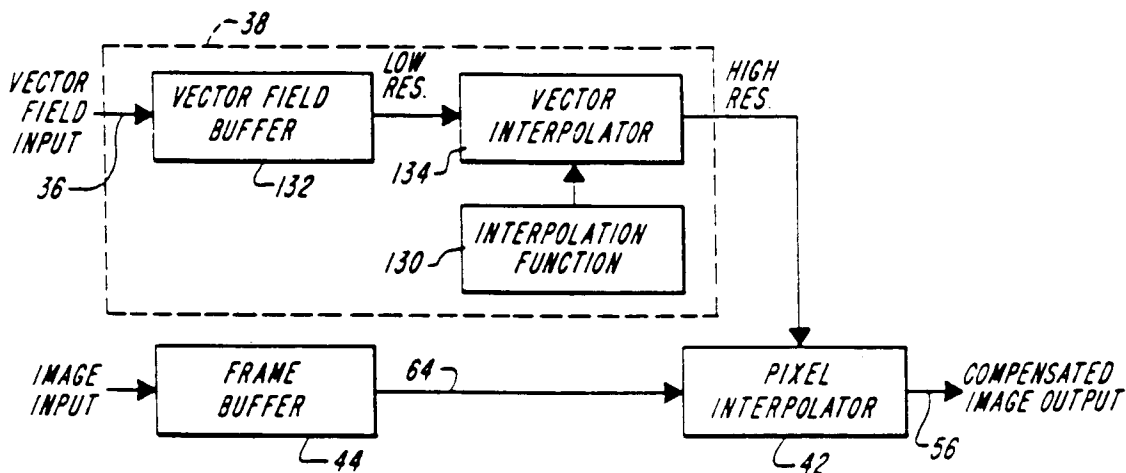 38
VECTOR
FIELD
INPUT
36
VECTOR FIELD
BUFFER
132
LOW
RES.
VECTOR
INTERPOLATOR
134
HIGH
RES.
INTERPOLATION
FUNCTION
130
IMAGE
INPUT
FRAME
BUFFER
44
64
PIXEL
INTERPOLATOR
42
COMPENSATED
IMAGE OUTPUT
56